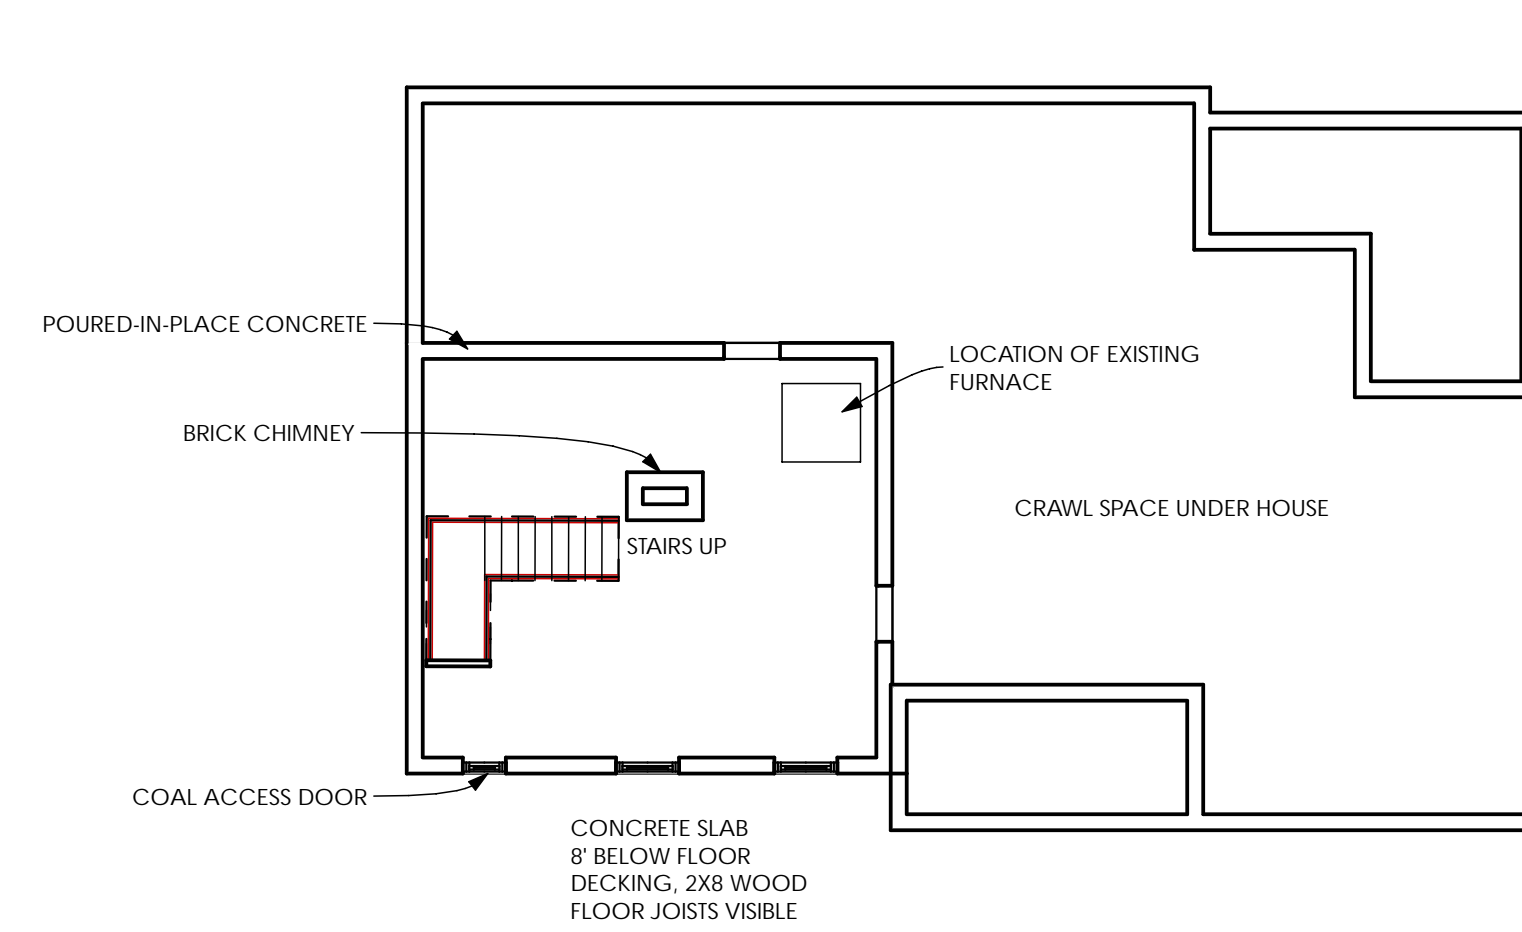 POURED-IN-PLACE CONCRETE
LOCATION OF EXISTING
FURNACE
BRICK CHIMNEY
CRAWL SPACE UNDER HOUSE
STAIRS UP
COAL ACCESS DOOR
CONCRETE SLAB
8' BELOW FLOOR
DECKING, 2X8 WOOD
FLOOR JOISTS VISIBLE